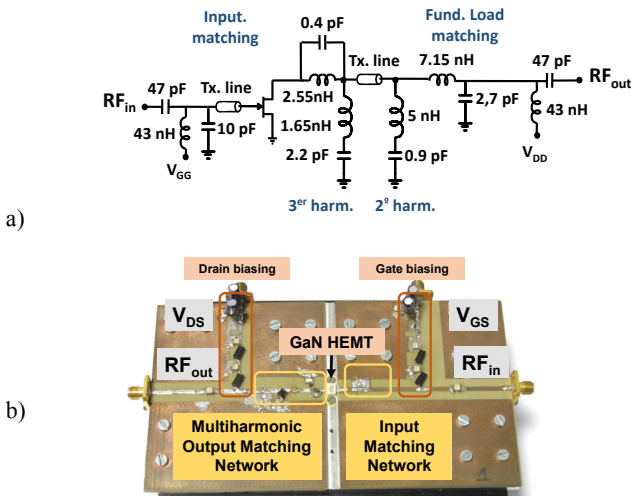 Input.
matching
0.4 pF
Fund. Load
matching
Tx. line
7.15 nH
47 pF
RFout
47 pF
Tx. line
2.55nH
RFin
43 nH
10 pF
1.65nH
5 nH
2,7 pF
43 nH
VGG
2.2 pF
0.9 pF
VDD
3er harm.
2º harm.
a)
Drain biasing
Gate biasing
VDS
VGS
GaN HEMT
RFout
RFin
Multiharmonic
Output Matching
Network
Input
Matching
Network
1
b)